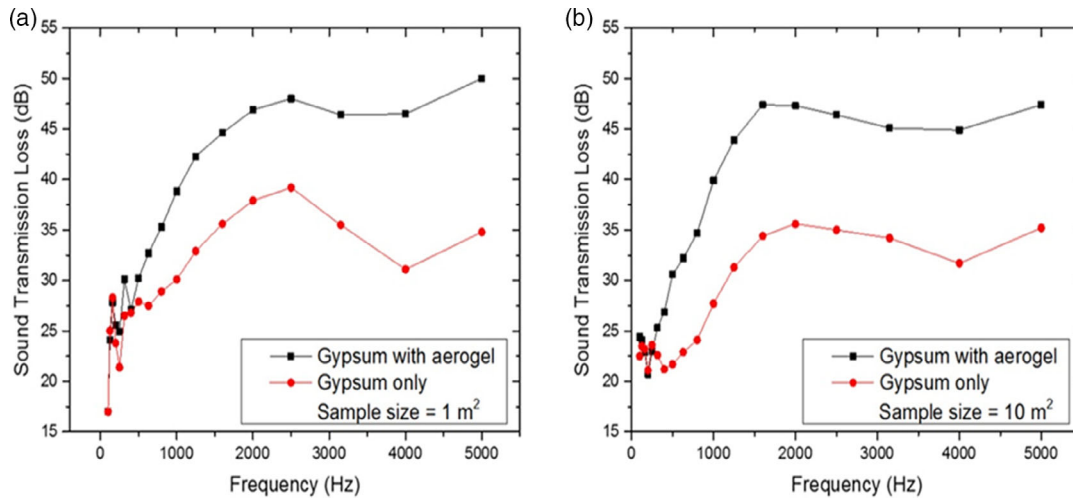 (a)
55
50
45
40
35
30
25
20
15
Sound Transmission Loss (dB)
Gypsum with aerogel
Gypsum only
Sample size = 1 m²
0 1000 2000 3000 4000 5000
Frequency (Hz)
(b)
55
50
45
40
35
30
25
20
15
Sound Transmission Loss (dB)
Gypsum with aerogel
Gypsum only
Sample size = 10 m²
0 1000 2000 3000 4000 5000
Frequency (Hz)